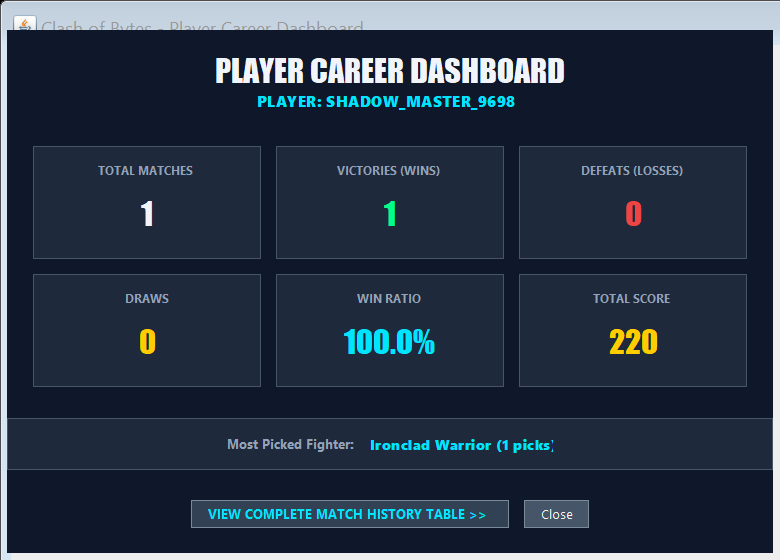 Clash of Bytes - Player Career Dashboard
PLAYER CAREER DASHBOARD
PLAYER: SHADOW_MASTER_9698
TOTAL MATCHES
1
VICTORIES (WINS)
1
DEFEATS (LOSSES)
0
DRAWS
0
WIN RATIO
100.0%
TOTAL SCORE
220
Most Picked Fighter: Ironclad Warrior (1 picks)
VIEW COMPLETE MATCH HISTORY TABLE >>
Close